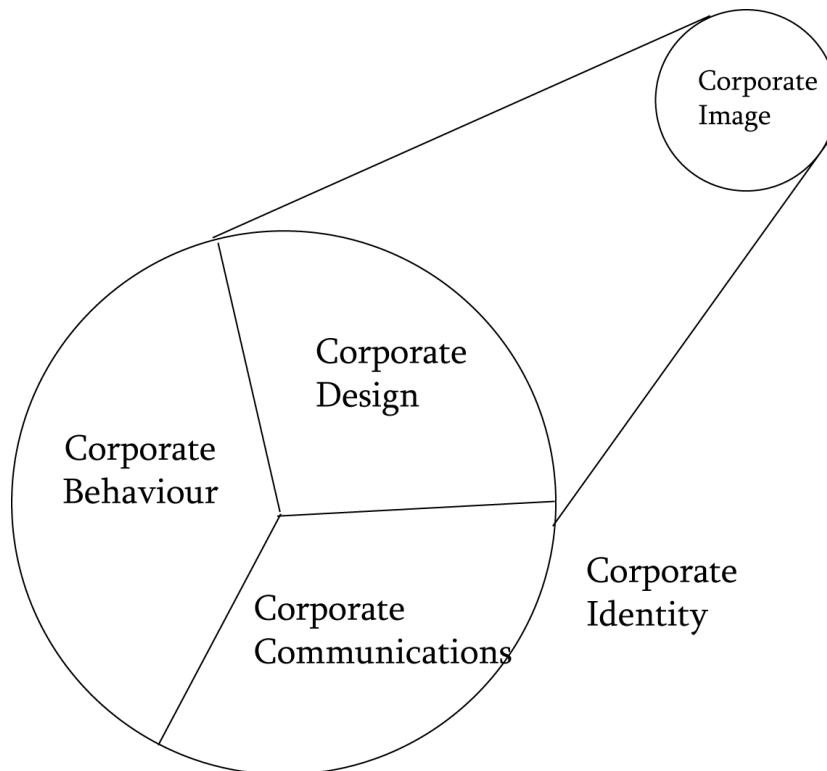 Corporate
Image
Corporate
Design
Corporate
Behaviour
Corporate
Communications
Corporate
Identity